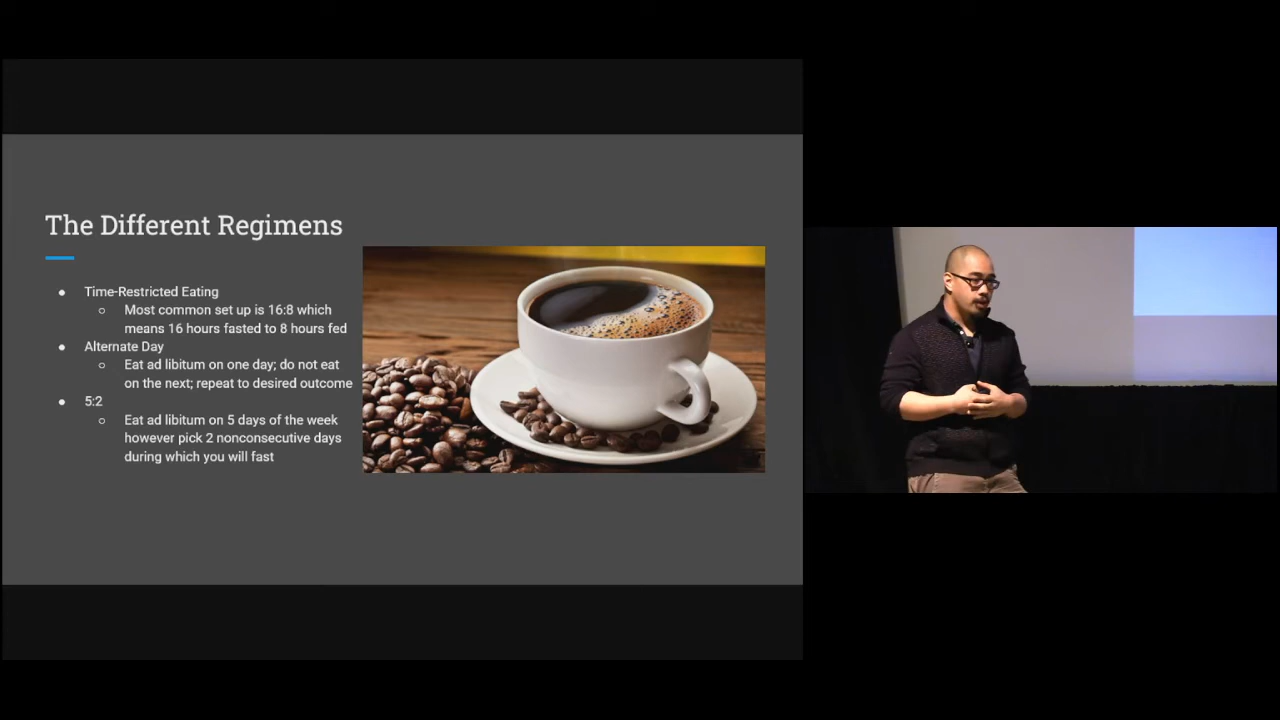 The Different Regimens
● Time-Restricted Eating
○ Most common set up is 16:8 which
means 16 hours fasted to 8 hours fed
● Alternate Day
○ Eat ad libitum on one day; do not eat
on the next; repeat to desired outcome
● 5:2
○ Eat ad libitum on 5 days of the week
however pick 2 nonconsecutive days
during which you will fast